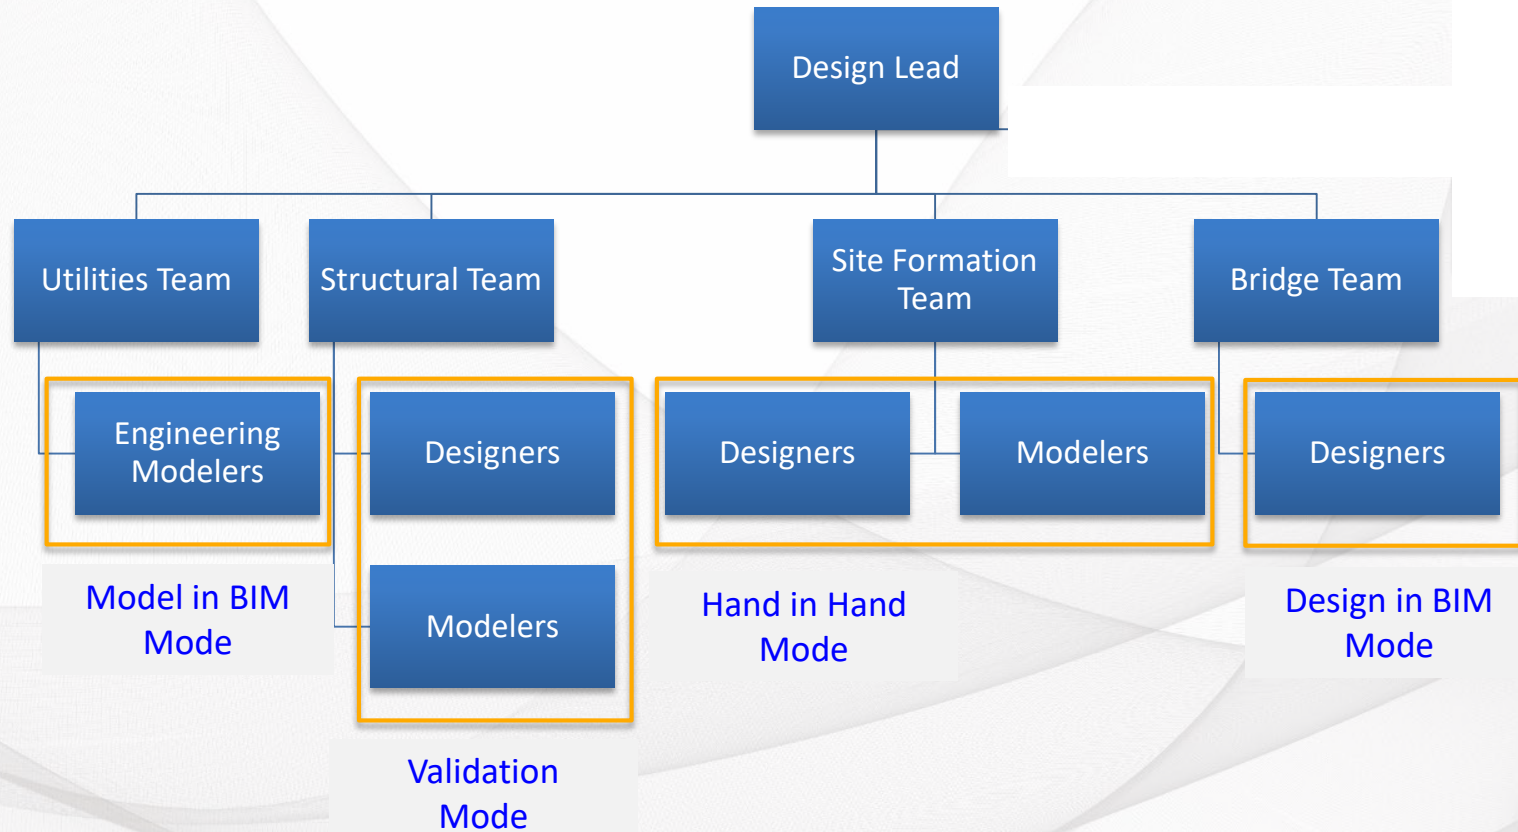 Design Lead
Utilities Team
Structural Team
Site Formation
Team
Bridge Team
Engineering
Modelers
Designers
Designers
Modelers
Designers
Modelers
Model in BIM
Mode
Validation
Mode
Hand in Hand
Mode
Design in BIM
Mode